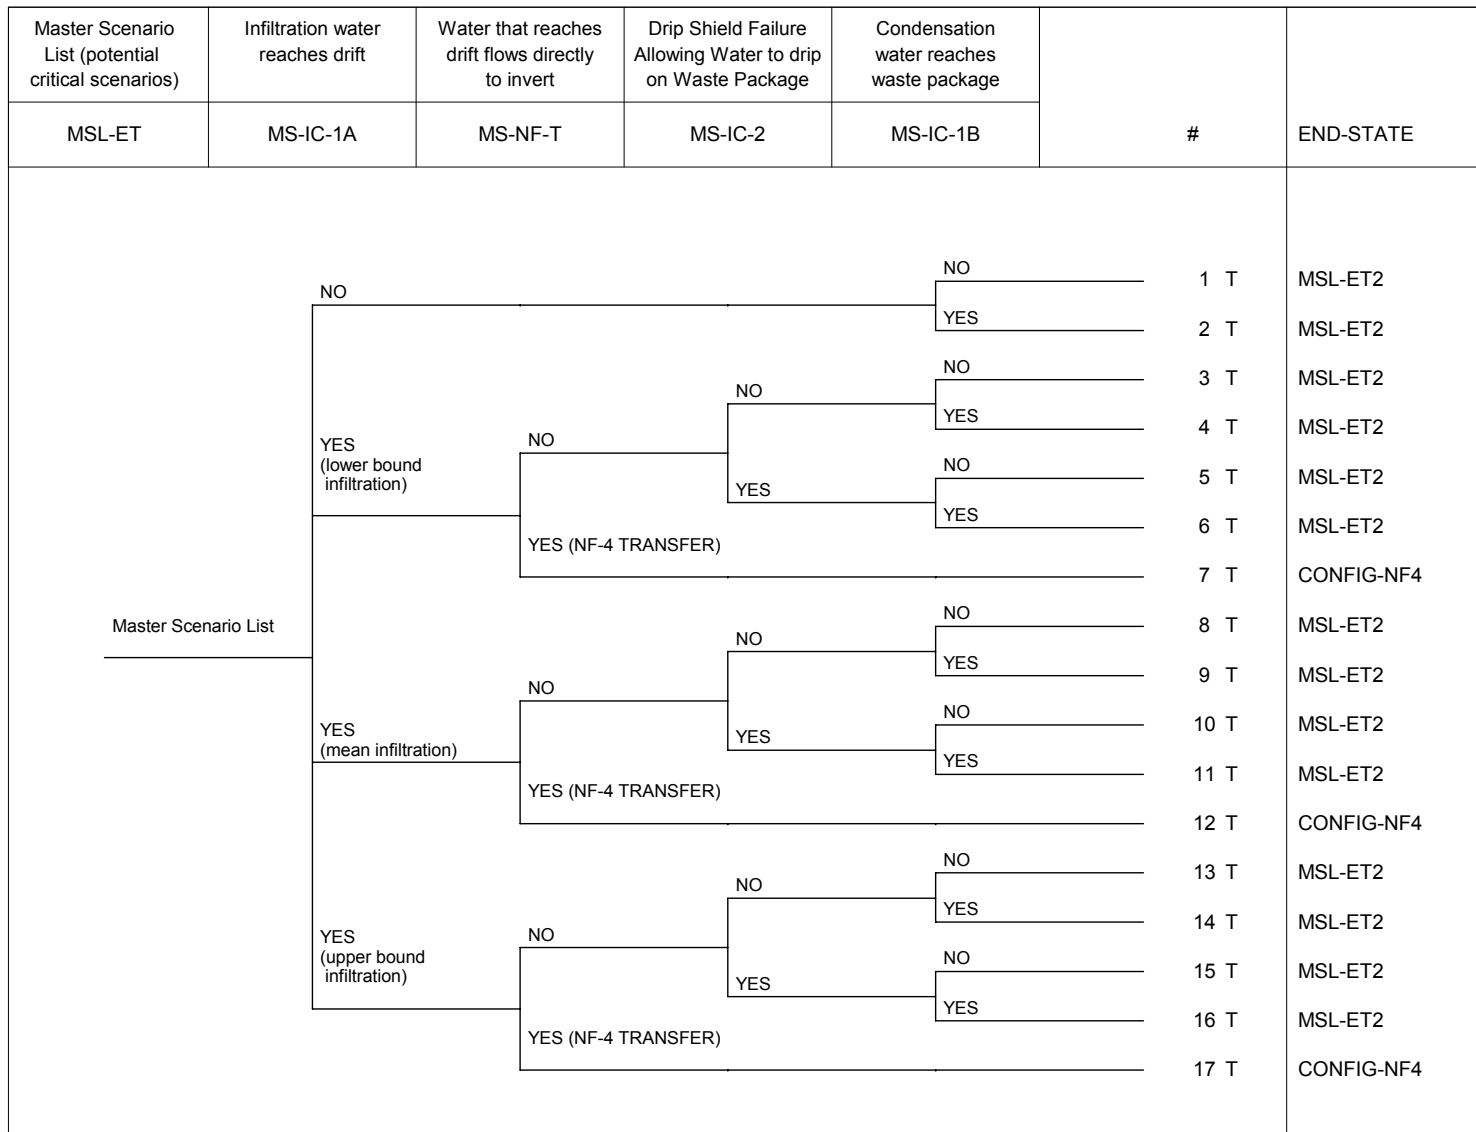 Master Scenario
List (potential
critical scenarios)
Infiltration water
reaches drift
Water that reaches
drift flows directly
to invert
Drip Shield Failure
Allowing Water to drip
on Waste Package
Condensation
water reaches
waste package
MSL-ET
MS-IC-1A
MS-NF-T
MS-IC-2
MS-IC-1B
#
END-STATE
NO
NO
1 T MSL-ET2
YES
2 T MSL-ET2
NO
3 T MSL-ET2
NO
YES
4 T MSL-ET2
YES
(lower bound
infiltration)
NO
NO
5 T MSL-ET2
YES
YES
6 T MSL-ET2
YES (NF-4 TRANSFER)
7 T CONFIG-NF4
Master Scenario List
NO
8 T MSL-ET2
NO
YES
9 T MSL-ET2
NO
YES
(mean infiltration)
NO
10 T MSL-ET2
YES
YES
11 T MSL-ET2
YES (NF-4 TRANSFER)
12 T CONFIG-NF4
NO
13 T MSL-ET2
NO
YES
14 T MSL-ET2
YES
(upper bound
infiltration)
NO
NO
15 T MSL-ET2
YES
YES
16 T MSL-ET2
YES (NF-4 TRANSFER)
17 T CONFIG-NF4